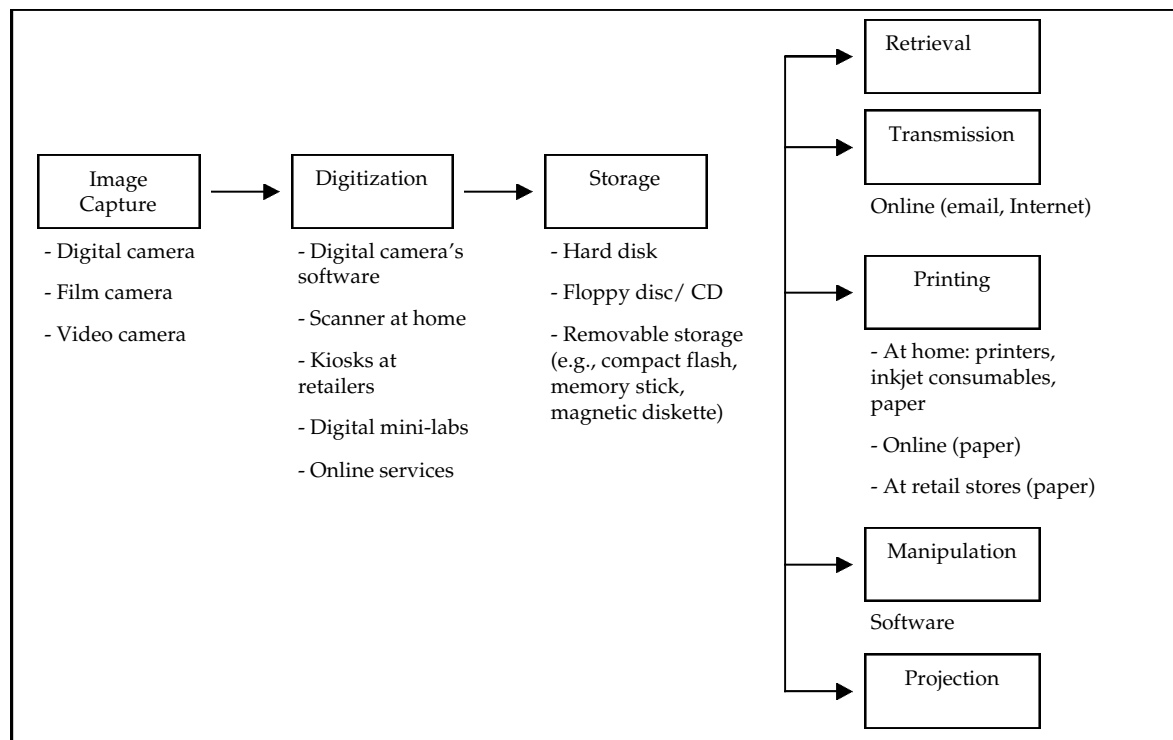 Image
Capture
- Digital camera
- Film camera
- Video camera
Digitization
- Digital camera’s
software
- Scanner at home
- Kiosks at
retailers
- Digital mini-labs
- Online services
Storage
- Hard disk
- Floppy disc/ CD
- Removable storage
(e.g., compact flash,
memory stick,
magnetic diskette)
Retrieval
Transmission
Online (email, Internet)
Printing
- At home: printers,
inkjet consumables,
paper
- Online (paper)
- At retail stores (paper)
Manipulation
Software
Projection